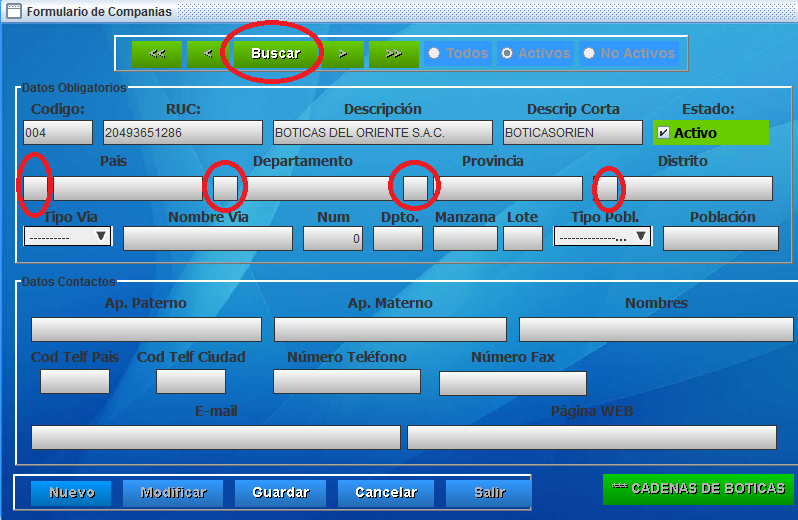 Formulario de Companias
<< < Buscar > >> Todos Activos No Activos
Datos Obligatorios
Codigo: RUC: Descripción Descrip Corta Estado:
004 20493651286 BOTICAS DEL ORIENTE S.A.C. BOTICASORIEN Activo
Pais Departamento Provincia Distrito
Tipo Via Nombre Via Num Dpto. Manzana Lote Tipo Pobl. Población
---------- 0 --------------...
Datos Contactos
Ap. Paterno Ap. Materno Nombres
Cod Telf Pais Cod Telf Ciudad Número Teléfono Número Fax
E-mail Página WEB
Nuevo Modificar Guardar Cancelar Salir *** CADENAS DE BOTICAS